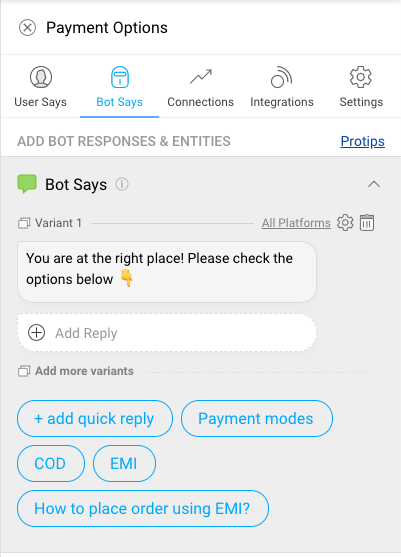 Payment Options
User Says
Bot Says
Connections
Integrations
Settings
ADD BOT RESPONSES & ENTITIES
Protips
Bot Says
Variant 1
All Platforms
You are at the right place! Please check the
options below 👇
Add Reply
Add more variants
+ add quick reply
Payment modes
COD
EMI
How to place order using EMI?